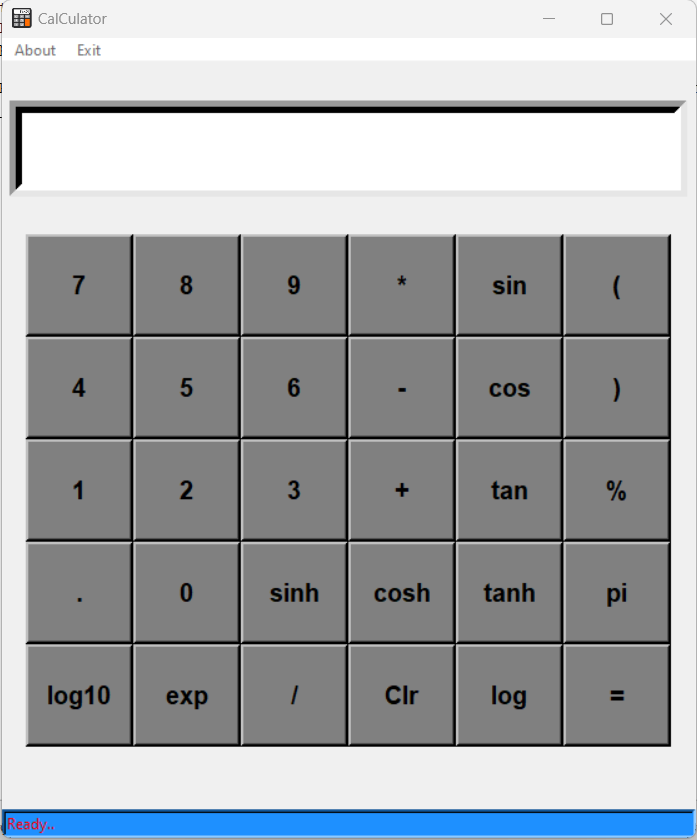 CalCulator
About Exit
7 8 9 * sin (
4 5 6 - cos )
1 2 3 + tan %
. 0 sinh cosh tanh pi
log10 exp / Clr log =
Ready..